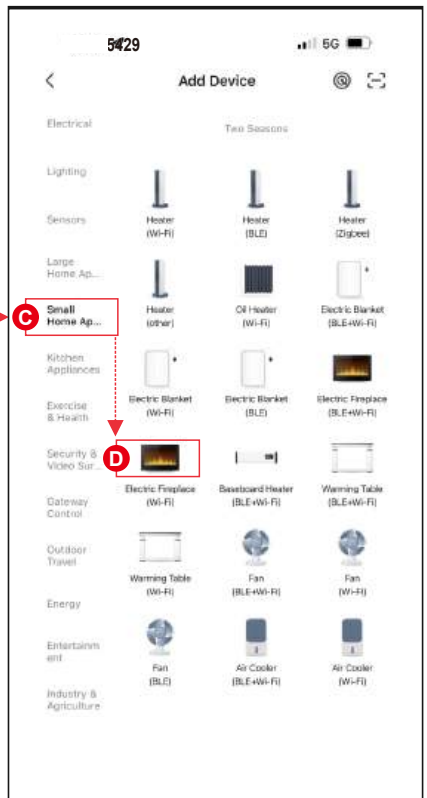 5429
5G
Add Device
Electrical
Lighting
Sensors
Large
Home Ap...
Small
Home Ap...
Kitchen
Appliances
Exercise
& Health
Security &
Video Sur...
Gateway
Control
Outdoor
Travel
Energy
Entertainm
ent
Industry &
Agriculture
C
D
Two Seasons
Heater
(Wi-Fi)
Heater
(BLE)
Heater
(Zigbee)
Heater
(other)
Oil Heater
(Wi-Fi)
Electric Blanket
(BLE+Wi-Fi)
Electric Blanket
(Wi-Fi)
Electric Blanket
(BLE)
Electric Fireplace
(BLE+Wi-Fi)
Electric Fireplace
(Wi-Fi)
Baseboard Heater
(BLE+Wi-Fi)
Warming Table
(BLE+Wi-Fi)
Warming Table
(Wi-Fi)
Fan
(BLE+Wi-Fi)
Fan
(Wi-Fi)
Fan
(BLE)
Air Cooler
(BLE+Wi-Fi)
Air Cooler
(Wi-Fi)